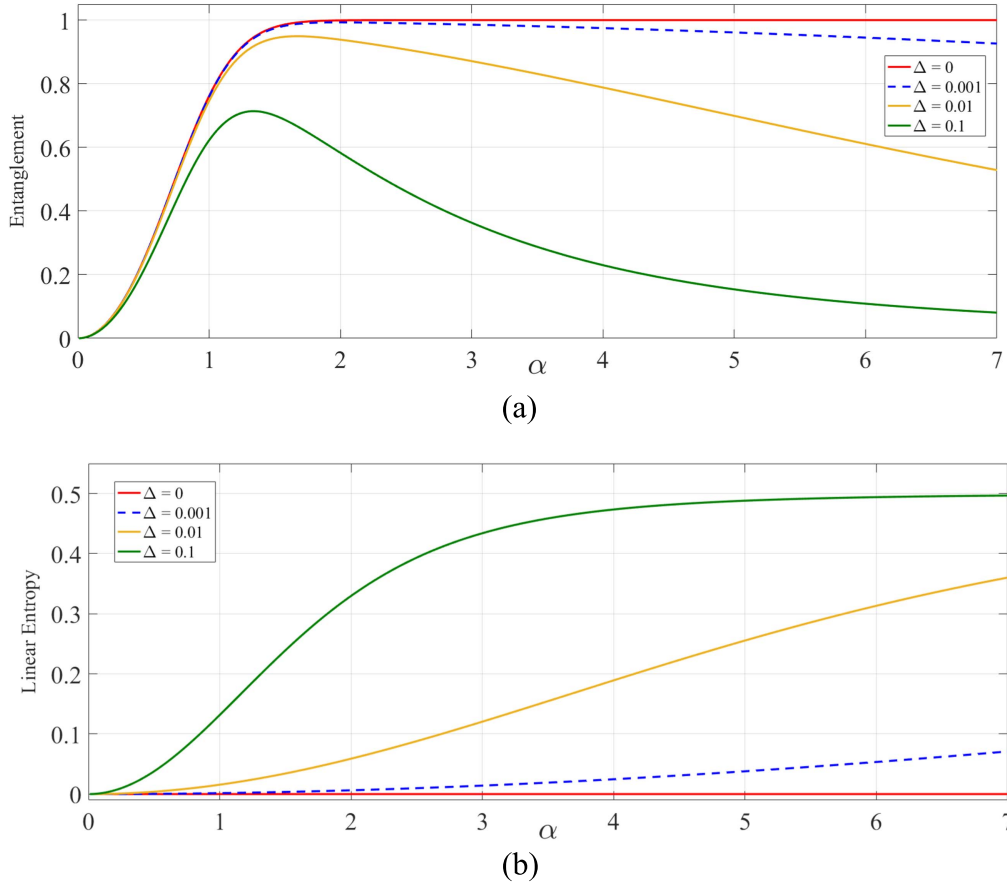 1
0.8
0.6
0.4
0.2
0
Entanglement
Δ = 0
Δ = 0.001
Δ = 0.01
Δ = 0.1
0 1 2 3 4 5 6 7
α
(a)
0.5
0.4
0.3
0.2
0.1
0
Linear Entropy
Δ = 0
Δ = 0.001
Δ = 0.01
Δ = 0.1
0 1 2 3 4 5 6 7
α
(b)